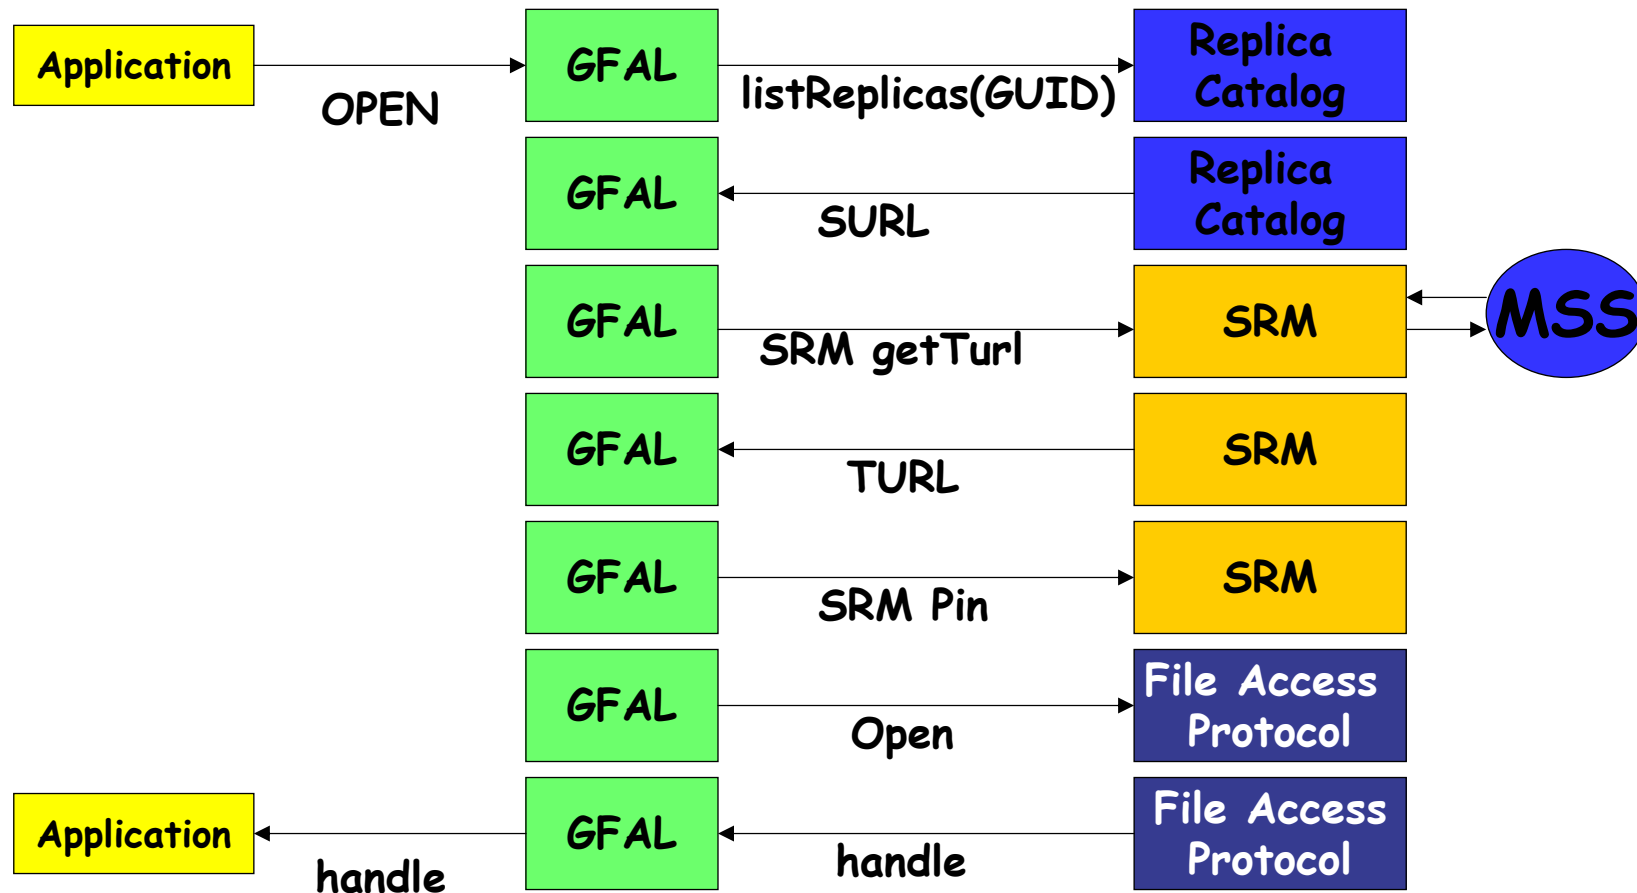 Application
OPEN
GFAL
listReplicas(GUID)
Replica
Catalog
GFAL
SURL
Replica
Catalog
GFAL
SRM getTurl
SRM
MSS
GFAL
TURL
SRM
GFAL
SRM Pin
SRM
GFAL
Open
File Access
Protocol
Application
handle
GFAL
handle
File Access
Protocol